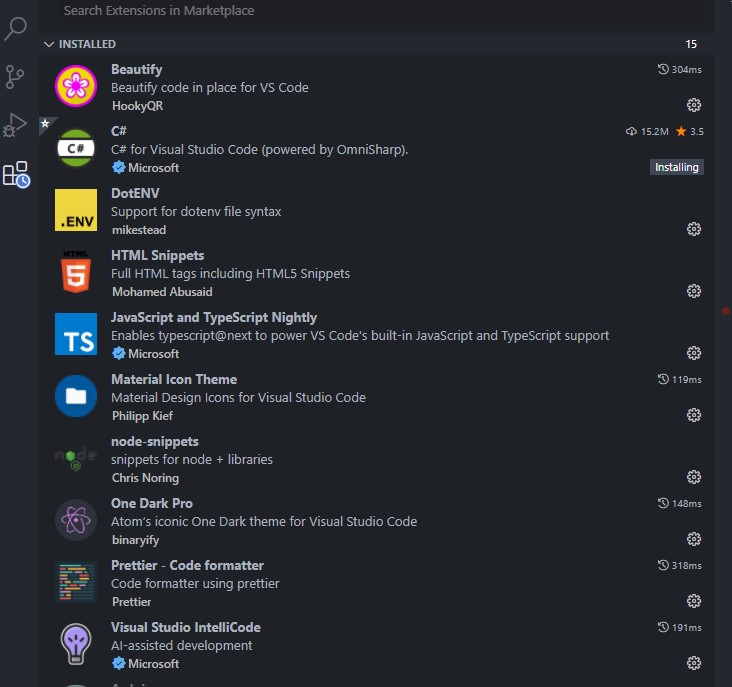 Search Extensions in Marketplace
INSTALLED 15
Beautify 304ms
Beautify code in place for VS Code
HookyQR
C# 15.2M 3.5
C# C# for Visual Studio Code (powered by OmniSharp).
Microsoft Installing
DotENV
Support for dotenv file syntax
.ENV
mikestead
HTML
HTML Snippets
5 Full HTML tags including HTML5 Snippets
Mohamed Abusaid
JavaScript and TypeScript Nightly
TS Enables typescript@next to power VS Code's built-in JavaScript and TypeScript support
Microsoft
Material Icon Theme 119ms
Material Design Icons for Visual Studio Code
Philipp Kief
node-snippets
node snippets for node + libraries
Chris Noring
One Dark Pro 148ms
Atom's iconic One Dark theme for Visual Studio Code
binaryify
Prettier - Code formatter 318ms
Code formatter using prettier
Prettier
Visual Studio IntelliCode 191ms
AI-assisted development
Microsoft